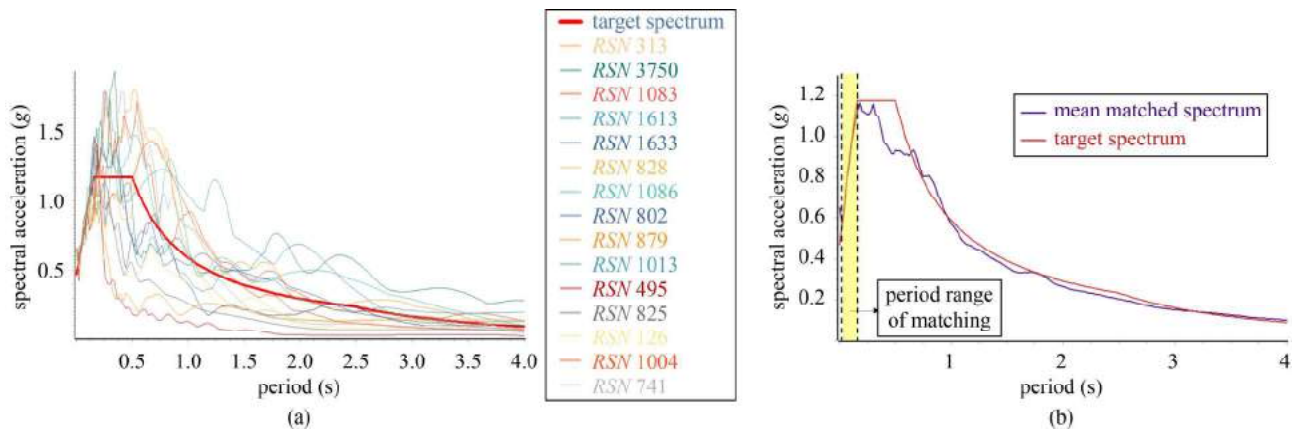 spectral acceleration (g)
1.5
1.0
0.5
0.5 1.0 1.5 2.0 2.5 3.0 3.5 4.0
period (s)
(a)
target spectrum
RSN 313
RSN 3750
RSN 1083
RSN 1613
RSN 1633
RSN 828
RSN 1086
RSN 802
RSN 879
RSN 1013
RSN 495
RSN 825
RSN 126
RSN 1004
RSN 741
spectral acceleration (g)
1.2
1.0
0.8
0.6
0.4
0.2
mean matched spectrum
target spectrum
period range
of matching
1 2 3 4
period (s)
(b)